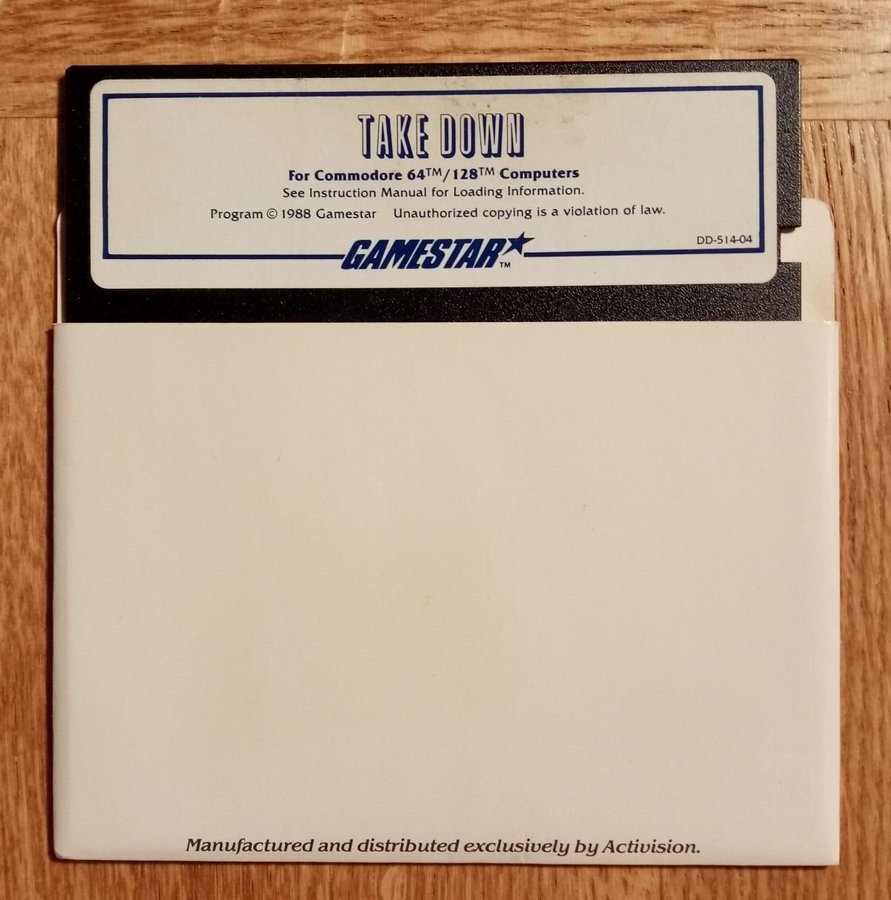 TAKE DOWN
For Commodore 64™/128™ Computers
See Instruction Manual for Loading Information.
Program © 1988 Gamestar Unauthorized copying is a violation of law.
DD-514-04
GAMESTAR™
Manufactured and distributed exclusively by Activision.